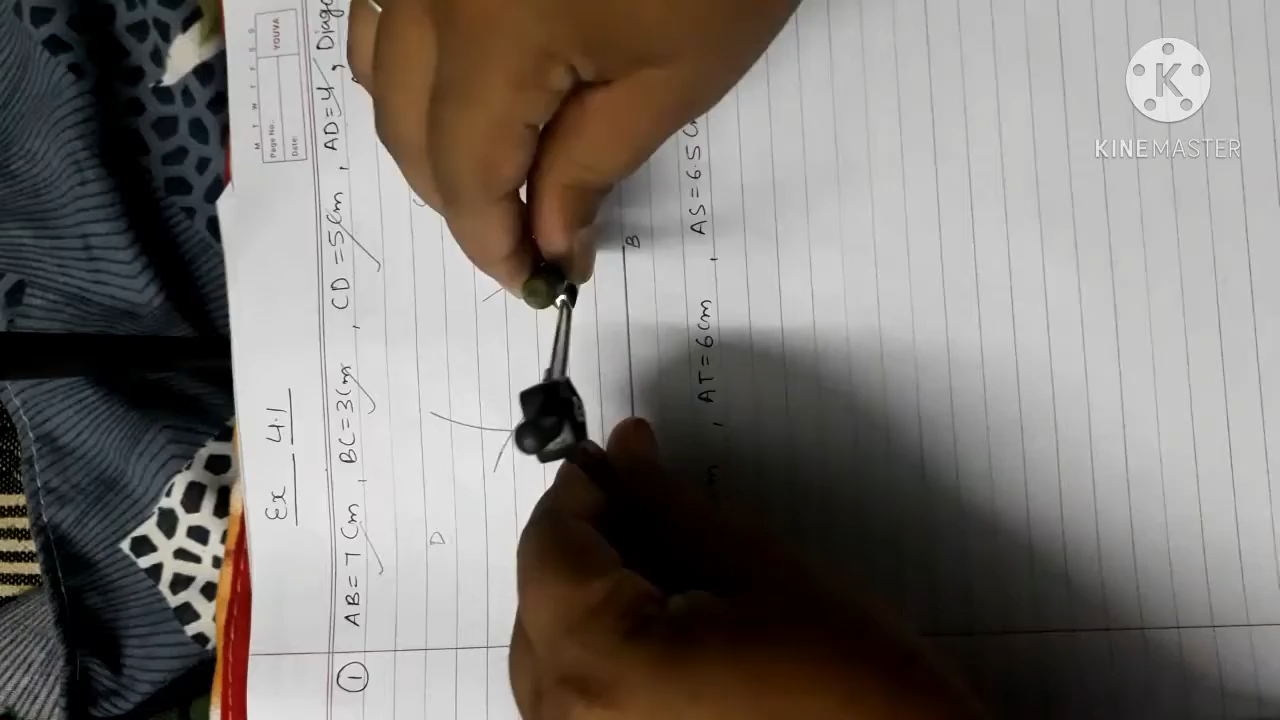 M T W T F S S
Page No.: YOUVA
Date:
Ex 4.1
① AB=7Cm, BC=3Cm, CD=5Cm, AD=4, Diago
D
B
, AT=6Cm, AS=6.5
K
KINEMASTER